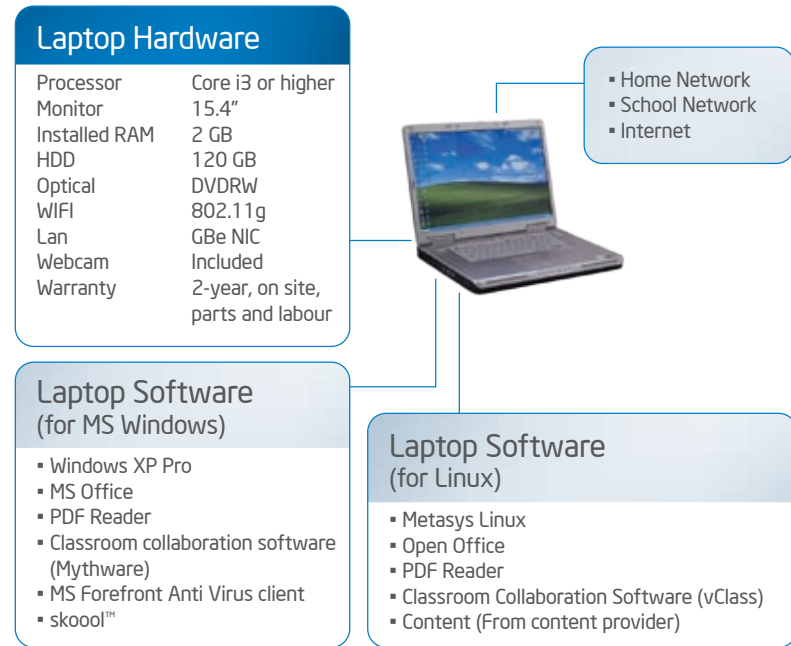 Laptop Hardware
Processor Core i3 or higher
Monitor 15.4”
Installed RAM 2 GB
HDD 120 GB
Optical DVDRW
WIFI 802.11g
Lan GBe NIC
Webcam Included
Warranty 2-year, on site,
parts and labour
▪ Home Network
▪ School Network
▪ Internet
Laptop Software
(for MS Windows)
▪ Windows XP Pro
▪ MS Office
▪ PDF Reader
▪ Classroom collaboration software
(Mythware)
▪ MS Forefront Anti Virus client
▪ skoool™
Laptop Software
(for Linux)
▪ Metasys Linux
▪ Open Office
▪ PDF Reader
▪ Classroom Collaboration Software (vClass)
▪ Content (From content provider)